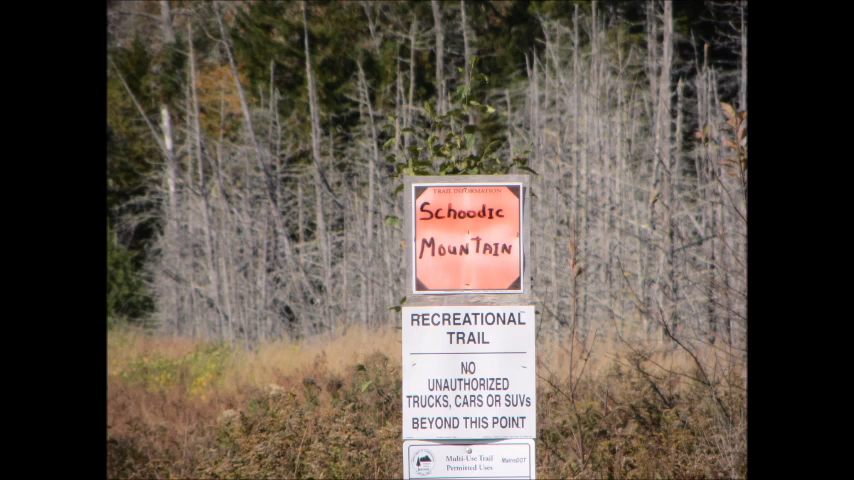 TRAIL INFORMATION
Schoodic
MOUNTAIN
RECREATIONAL
TRAIL
NO
UNAUTHORIZED
TRUCKS, CARS OR SUVs
BEYOND THIS POINT
Multi-Use Trail
Permitted Uses
MaineDOT